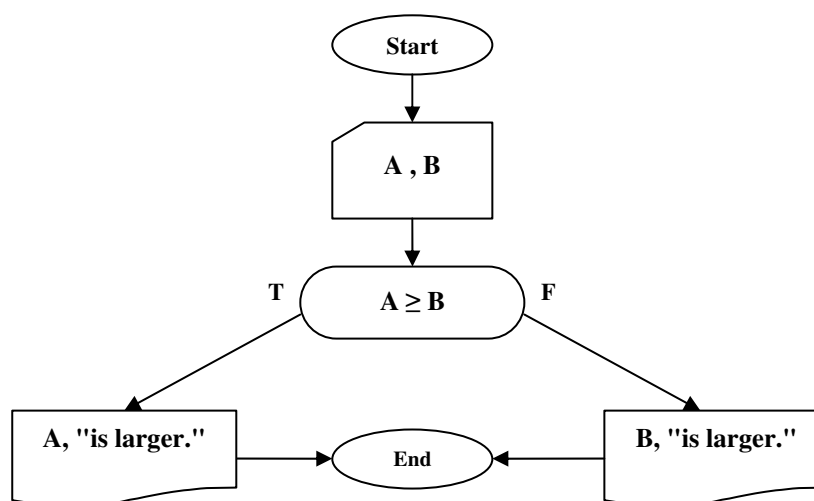 Start
A , B
T
A ≥ B
F
A, "is larger."
End
B, "is larger."